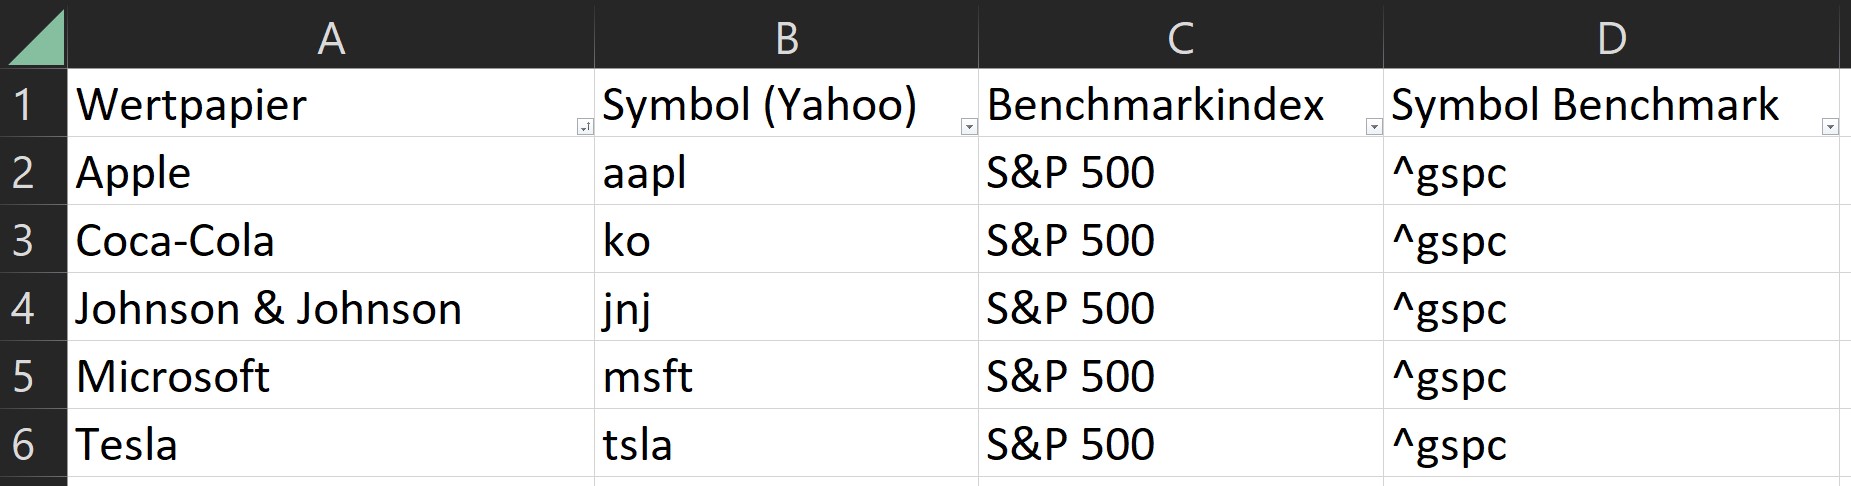 A B C D
1 Wertpapier Symbol (Yahoo) Benchmarkindex Symbol Benchmark
2 Apple aapl S&P 500 ^gspc
3 Coca-Cola ko S&P 500 ^gspc
4 Johnson & Johnson jnj S&P 500 ^gspc
5 Microsoft msft S&P 500 ^gspc
6 Tesla tsla S&P 500 ^gspc